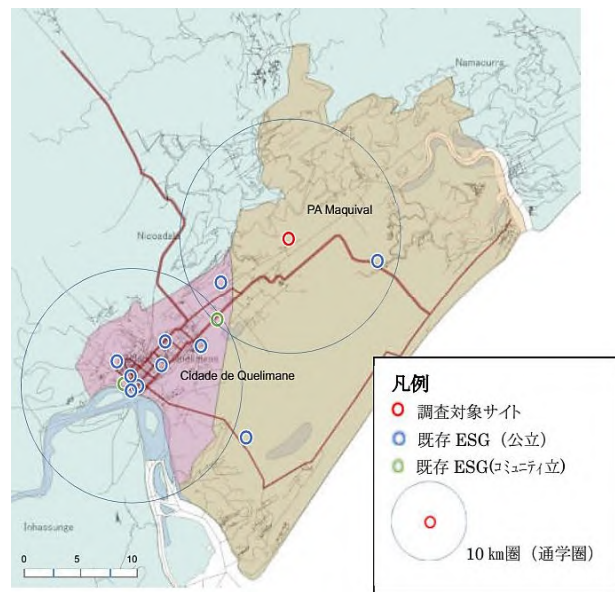 Namacurra
PA Maquival
Nicoadala
Cidade de Quelimane
Inhassunge
0 5 10
凡例
調査対象サイト
既存 ESG（公立）
既存 ESG(コミュニティ立)
10 ㎞圏（通学圏）